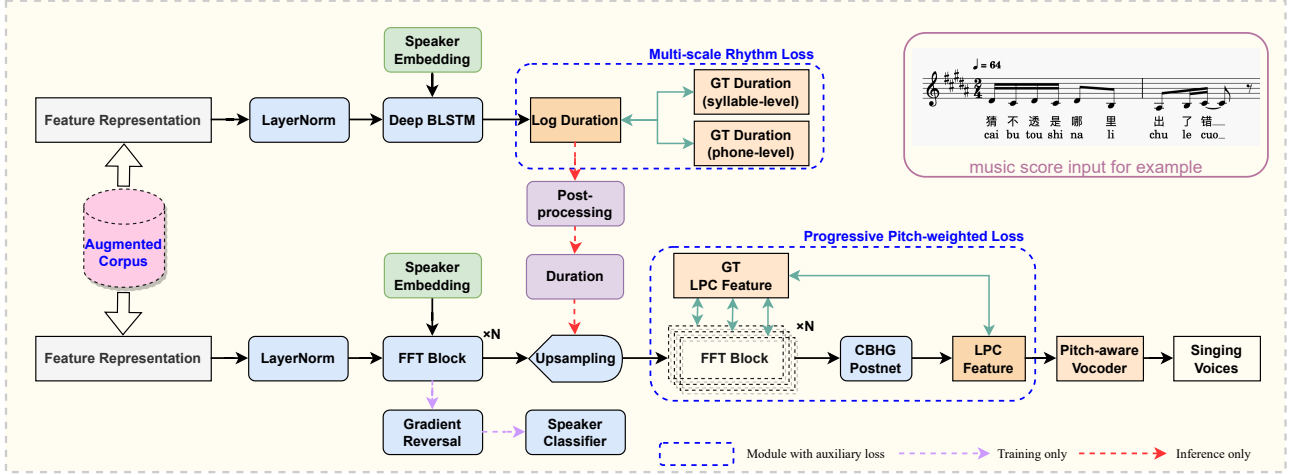 Speaker
Embedding
Multi-scale Rhythm Loss
Feature Representation
LayerNorm
Deep BLSTM
Log Duration
GT Duration
(syllable-level)
GT Duration
(phone-level)
= 64
2
4
猜 不 透 是 哪 里 出 了 错
cai bu tou shi na li chu le cuo_
music score input for example
Augmented
Corpus
Post-
processing
Duration
Speaker
Embedding
Progressive Pitch-weighted Loss
GT
LPC Feature
Feature Representation
LayerNorm
FFT Block
×N
Upsampling
FFT Block
×N
CBHG
Postnet
LPC
Feature
Pitch-aware
Vocoder
Singing
Voices
Gradient
Reversal
Speaker
Classifier
Module with auxiliary loss
Training only
Inference only